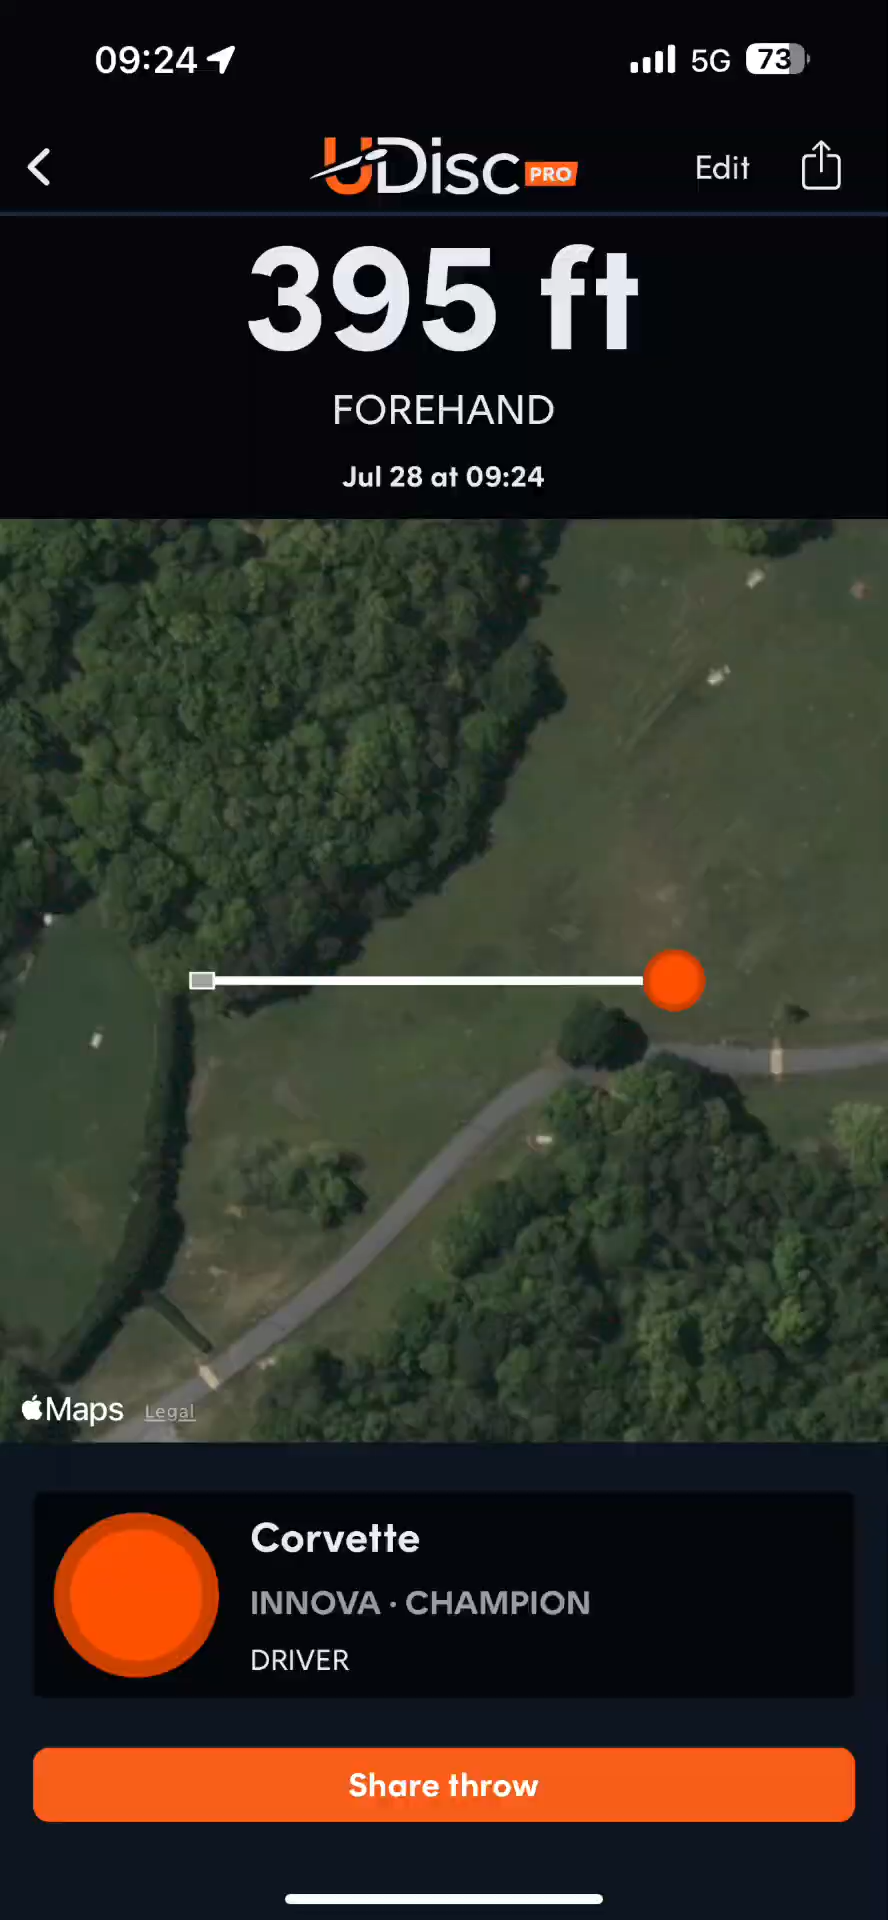 09:24
5G
73
UDisc PRO
Edit
395 ft
FOREHAND
Jul 28 at 09:24
Maps
Legal
Corvette
INNOVA · CHAMPION
DRIVER
Share throw